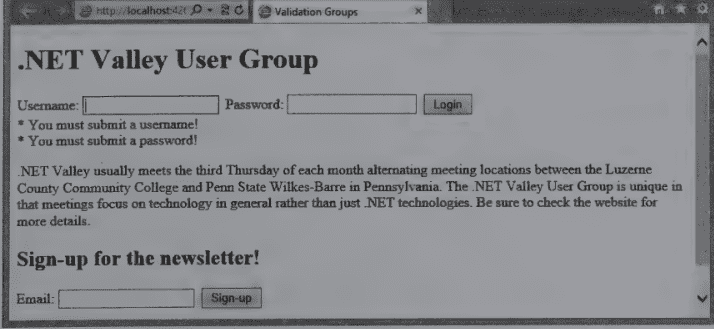 http://localhost:42
Validation Groups
.NET Valley User Group
Username: Password: Login
* You must submit a username!
* You must submit a password!
.NET Valley usually meets the third Thursday of each month alternating meeting locations between the Luzerne
County Community College and Penn State Wilkes-Barre in Pennsylvania. The .NET Valley User Group is unique in
that meetings focus on technology in general rather than just .NET technologies. Be sure to check the website for
more details.
Sign-up for the newsletter!
Email: Sign-up